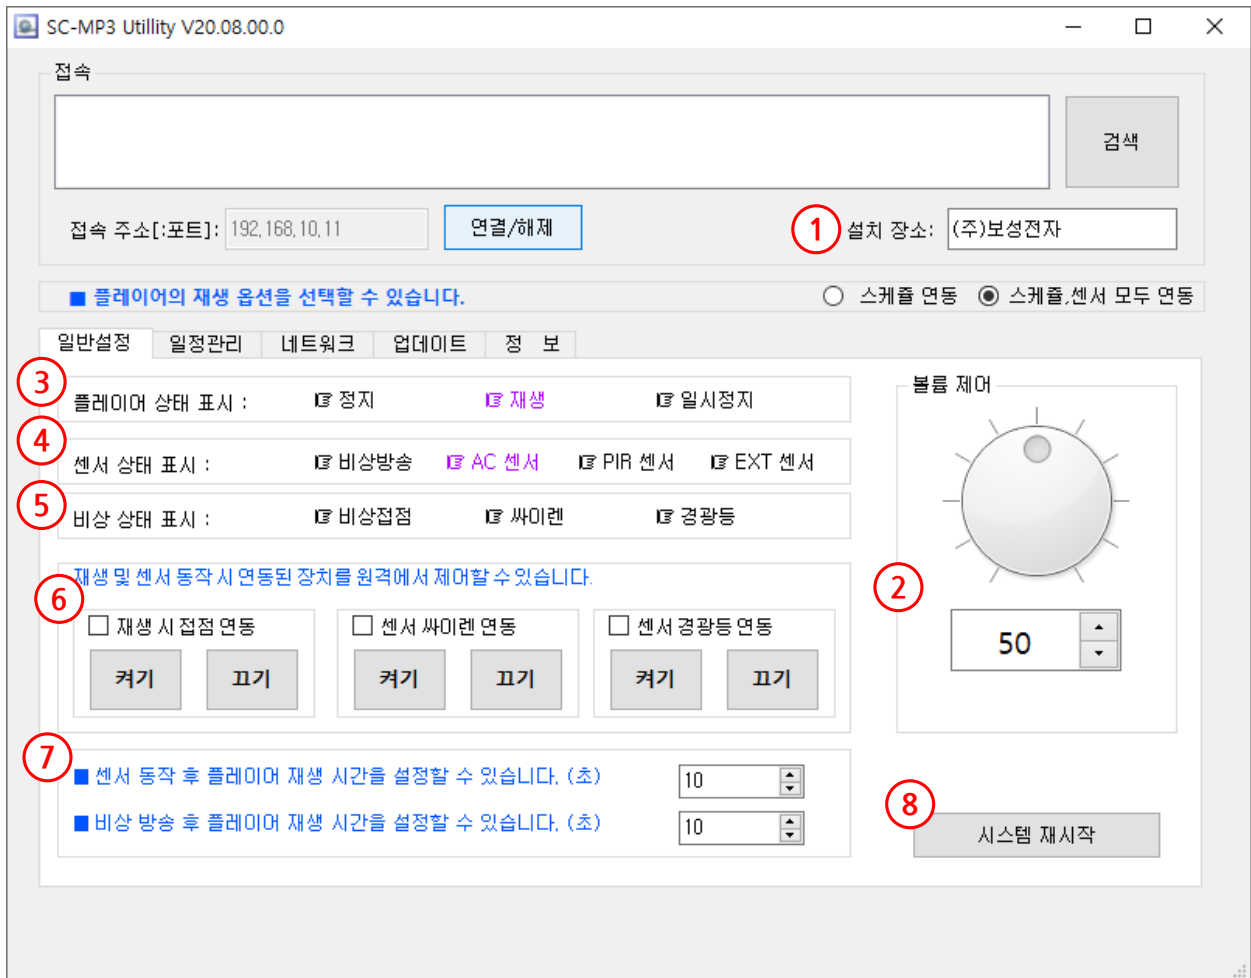 SC-MP3 Utillity V20.08.00.0
접속
검색
접속 주소[:포트]: 192,168,10,11 연결/해제 ① 설치 장소: (주)보성전자
■ 플레이어의 재생 옵션을 선택할 수 있습니다. 스케쥴 연동 스케쥴,센서 모두 연동
일반설정 일정관리 네트워크 업데이트 정 보
③ 플레이어 상태 표시 : ☞ 정지 ☞ 재생 ☞ 일시정지
볼륨 제어
④ 센서 상태 표시 : ☞ 비상방송 ☞ AC 센서 ☞ PIR 센서 ☞ EXT 센서
⑤ 비상 상태 표시 : ☞ 비상접점 ☞ 싸이렌 ☞ 경광등
재생 및 센서 동작 시 연동된 장치를 원격에서 제어할 수 있습니다.
⑥ 재생 시 접점 연동 센서 싸이렌 연동 센서 경광등 연동
켜기 끄기 켜기 끄기 켜기 끄기
② 50
⑦ ■ 센서 동작 후 플레이어 재생 시간을 설정할 수 있습니다, (초) 10
■ 비상 방송 후 플레이어 재생 시간을 설정할 수 있습니다, (초) 10
⑧ 시스템 재시작